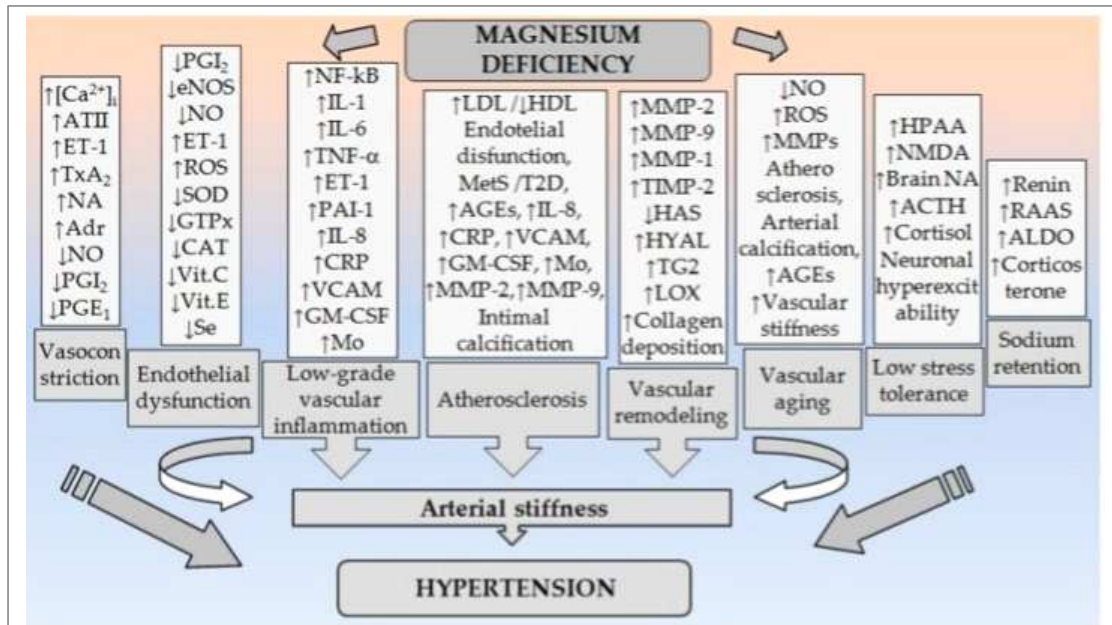 MAGNESIUM
DEFICIENCY
↑[Ca²⁺]ᵢ
↑ATII
↑ET-1
↑TxA₂
↑NA
↑Adr
↓NO
↓PGI₂
↓PGE₁
Vasocon
striction
↓PGI₂
↓eNOS
↓NO
↑ET-1
↑ROS
↓SOD
↓GTPx
↓CAT
↓Vit.C
↓Vit.E
↓Se
Endothelial
dysfunction
↑NF-kB
↑IL-1
↑IL-6
↑TNF-α
↑ET-1
↑PAI-1
↑IL-8
↑CRP
↑VCAM
↑GM-CSF
↑Mo
Low-grade
vascular
inflammation
↑LDL /↓HDL
Endotelial
disfunction,
MetS /T2D,
↑AGEs, ↑IL-8,
↑CRP, ↑VCAM,
↑GM-CSF, ↑Mo,
↑MMP-2,↑MMP-9,
Intimal
calcification
Atherosclerosis
↑MMP-2
↑MMP-9
↑MMP-1
↑TIMP-2
↓HAS
↑HYAL
↑TG2
↑LOX
↑Collagen
deposition
Vascular
remodeling
↓NO
↑ROS
↑MMPs
Athero
sclerosis,
Arterial
calcification,
↑AGEs
↑Vascular
stiffness
Vascular
aging
↑HPAA
↑NMDA
↑Brain NA
↑ACTH
↑Cortisol
Neuronal
hyperexcit
ability
Low stress
tolerance
↑Renin
↑RAAS
↑ALDO
↑Corticos
terone
Sodium
retention
Arterial stiffness
HYPERTENSION